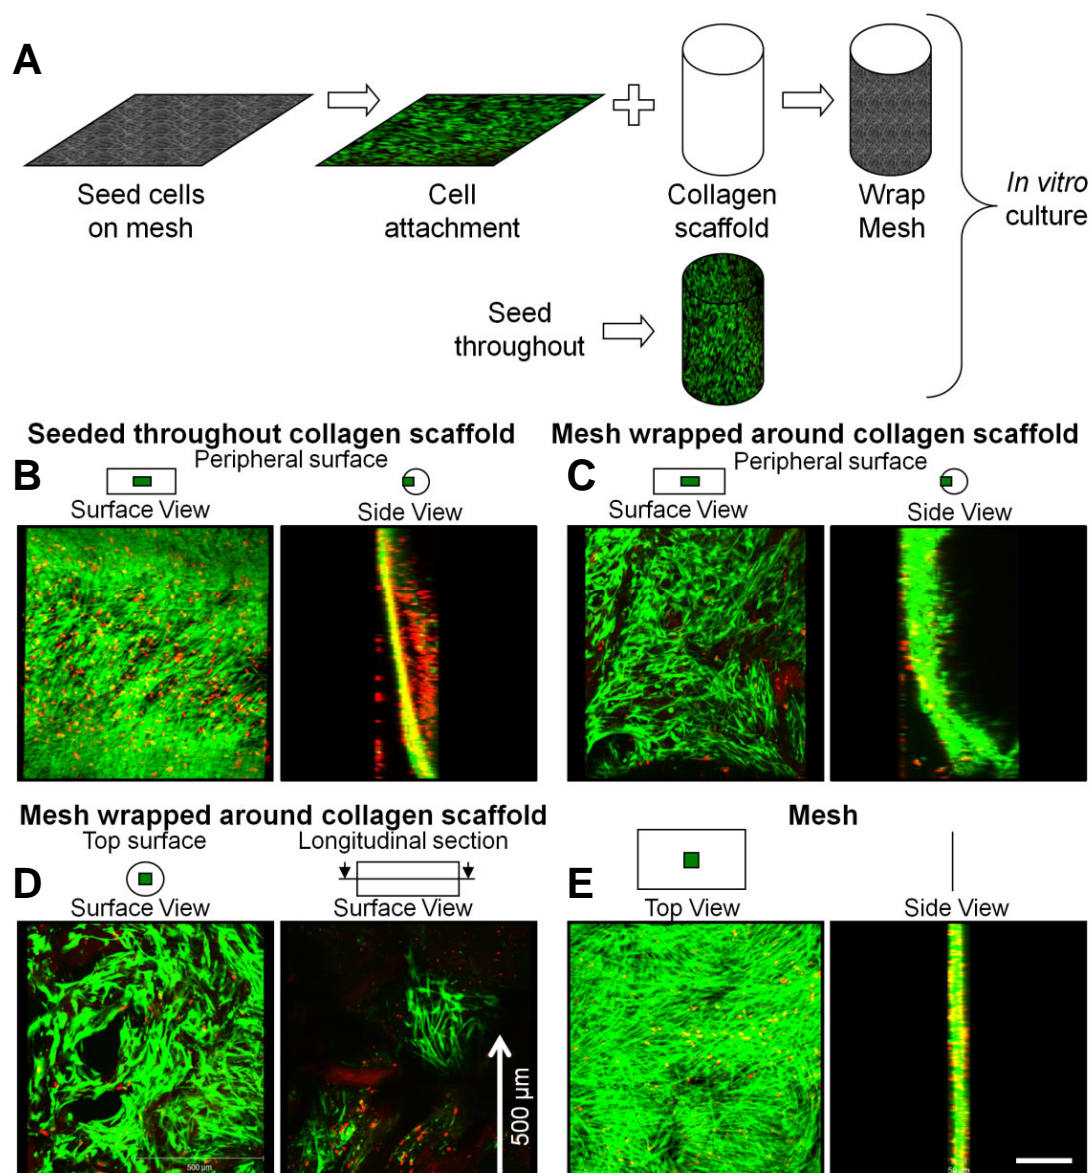 A
Seed cells
on mesh
Cell
attachment
Collagen
scaffold
Wrap
Mesh
In vitro
culture
Seed
throughout
Seeded throughout collagen scaffold
B
Peripheral surface
Surface View
Side View
Mesh wrapped around collagen scaffold
C
Peripheral surface
Surface View
Side View
Mesh wrapped around collagen scaffold
D
Top surface
Longitudinal section
Surface View
Surface View
500 µm
500 µm
Mesh
E
Top View
Side View